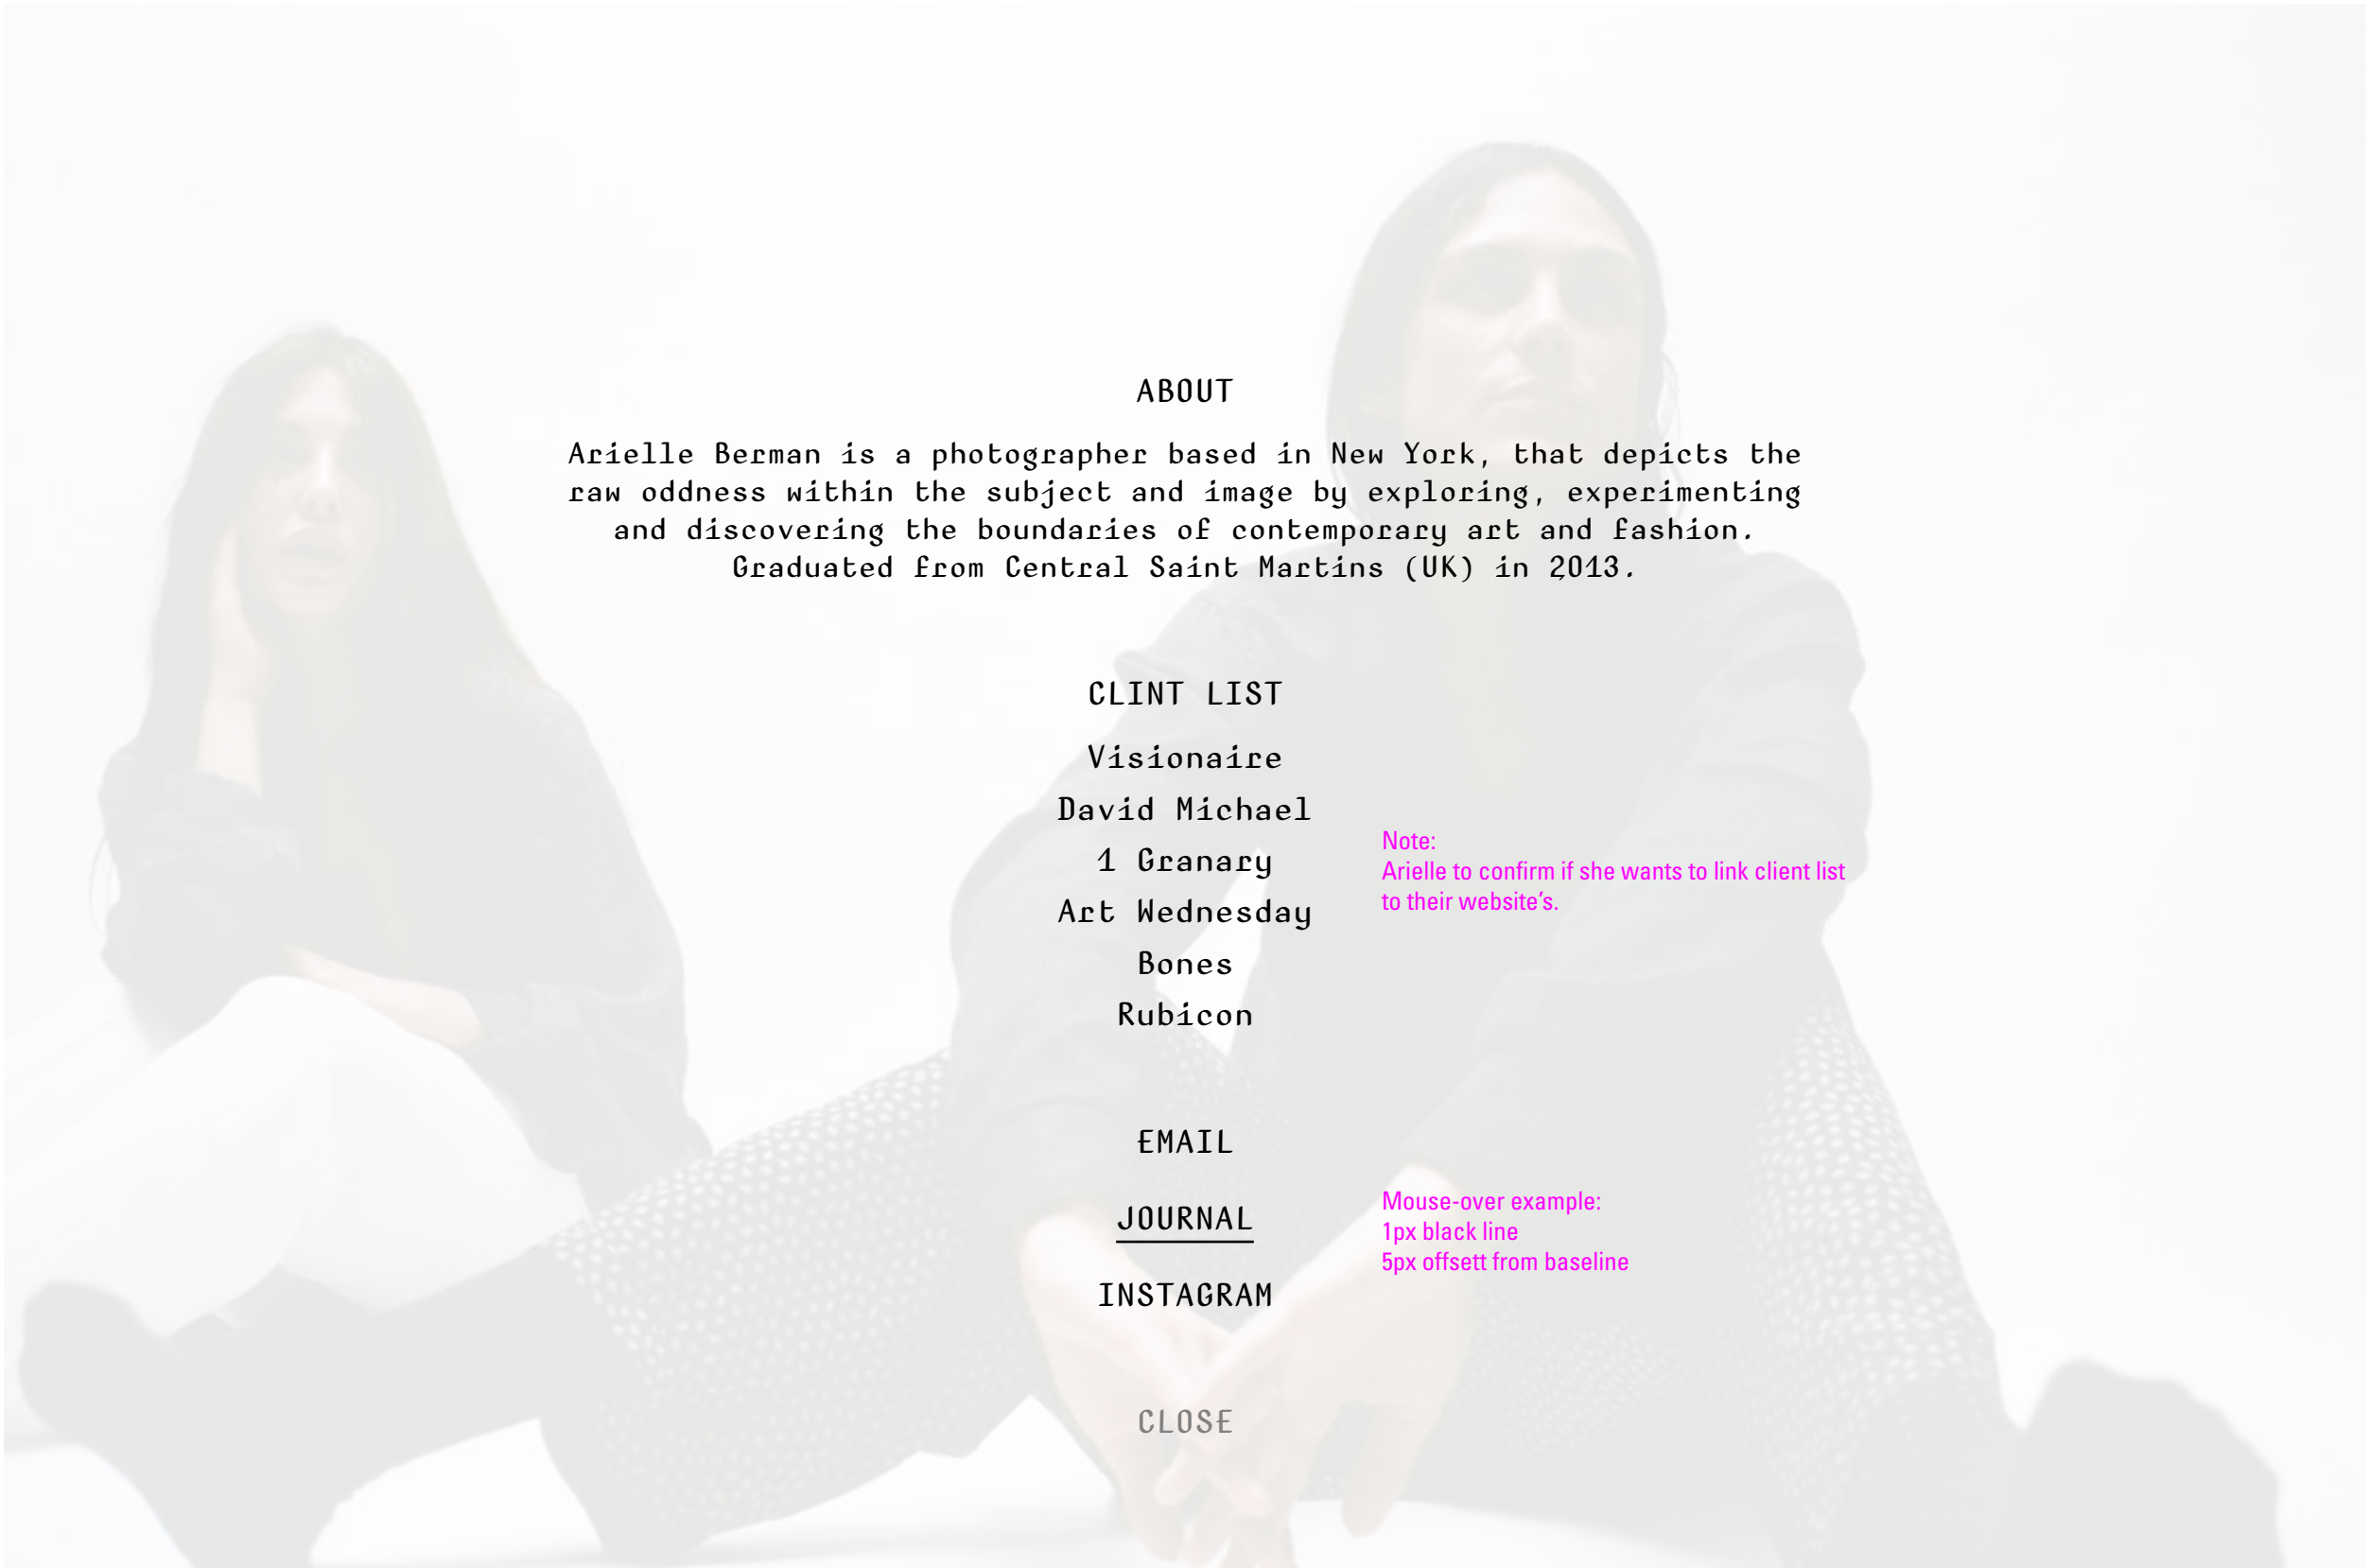 ABOUT
Arielle Berman is a photographer based in New York, that depicts the
raw oddness within the subject and image by exploring, experimenting
and discovering the boundaries of contemporary art and fashion.
Graduated from Central Saint Martins (UK) in 2013.
CLINT LIST
Visionaire
David Michael
1 Granary
Art Wednesday
Bones
Rubicon
Note:
Arielle to confirm if she wants to link client list
to their website’s.
EMAIL
JOURNAL
INSTAGRAM
Mouse-over example:
1px black line
5px offsett from baseline
CLOSE